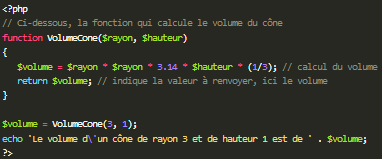 <?php
// Ci-dessous, la fonction qui calcule le volume du cône
function VolumeCone($rayon, $hauteur)
{
$volume = $rayon * $rayon * 3.14 * $hauteur * (1/3); // calcul du volume
return $volume; // indique la valeur à renvoyer, ici le volume
}
$volume = VolumeCone(3, 1);
echo 'Le volume d\'un cône de rayon 3 et de hauteur 1 est de ' . $volume;
?>